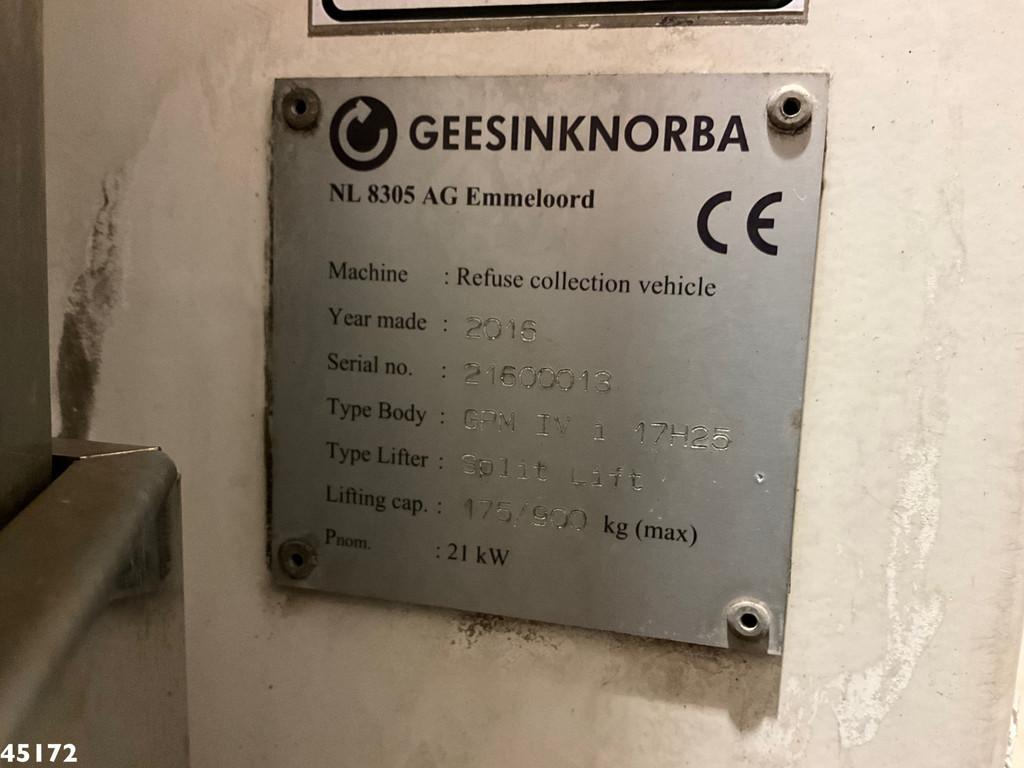 GEESINKNORBA
NL 8305 AG Emmeloord
CE
Machine : Refuse collection vehicle
Year made : 2016
Serial no. : 21600013
Type Body : GPM IV i 17H25
Type Lifter : Split Lift
Lifting cap. : 175/900 kg (max)
Pnom. : 21 kW
45172